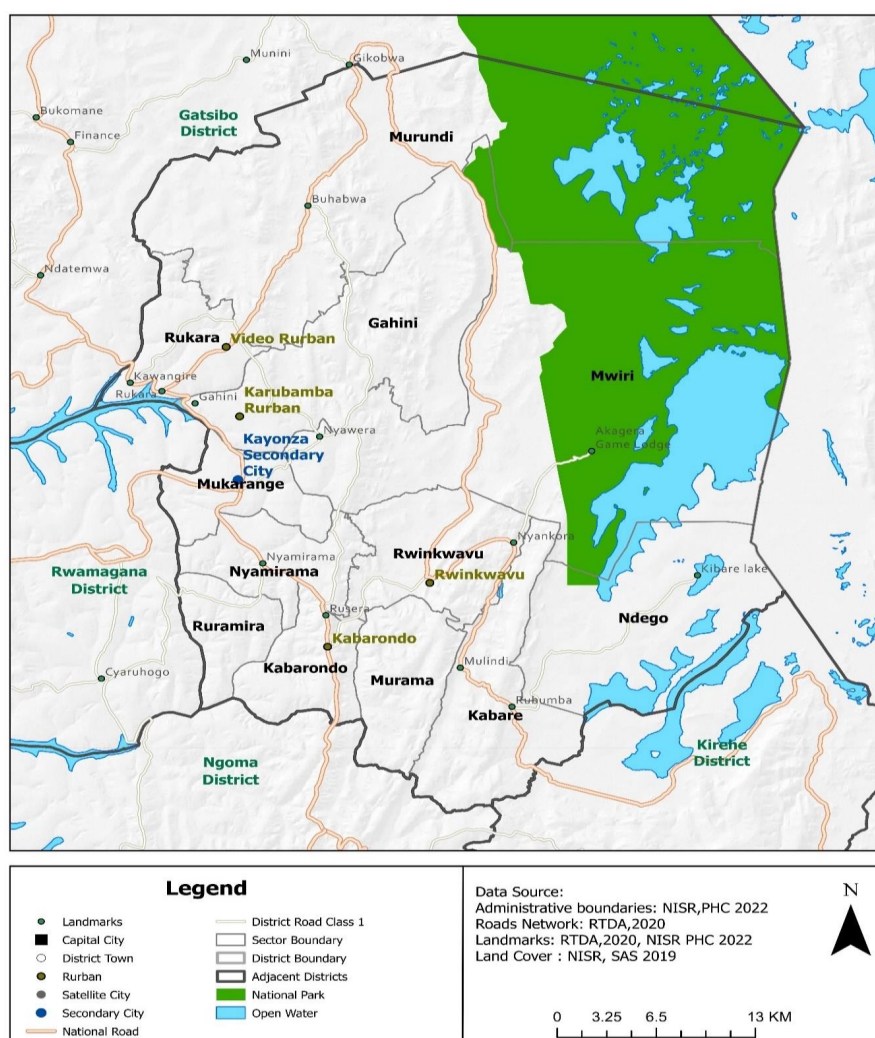 Munini
Gikobwa
Bukomane
Finance
Gatsibo
District
Murundi
Buhabwa
Ndatemwa
Gahini
Rukara
Video Rurban
Mwiri
Kawangire
Rukara
Gahini
Karubamba
Rurban
Nyawera
Akagera
Game Lodge
Kayonza
Secondary
City
Mukarange
Nyankora
Rwinkwavu
Nyamirama
Nyamirama
Rwinkwavu
Kibare lake
Rwamagana
District
Rusera
Ruramira
Ndego
Kabarondo
Kabarondo
Mulindi
Murama
Cyaruhogo
Rubumba
Kabare
Kirehe
District
Ngoma
District
Legend
Landmarks
Capital City
District Town
Rurban
Satellite City
Secondary City
National Road
District Road Class 1
Sector Boundary
District Boundary
Adjacent Districts
National Park
Open Water
Data Source:
Administrative boundaries: NISR,PHC 2022
Roads Network: RTDA,2020
Landmarks: RTDA,2020, NISR PHC 2022
Land Cover : NISR, SAS 2019
N
0 3.25 6.5 13 KM